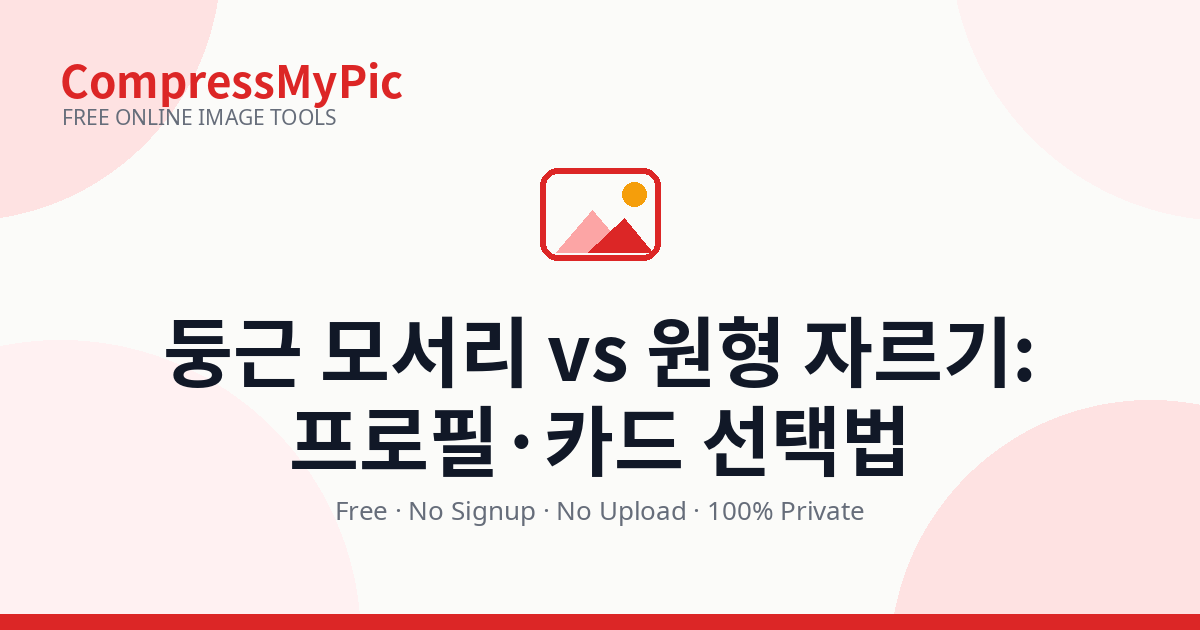 CompressMyPic
FREE ONLINE IMAGE TOOLS
둥근 모서리 vs 원형 자르기:
프로필·카드 선택법
Free · No Signup · No Upload · 100% Private